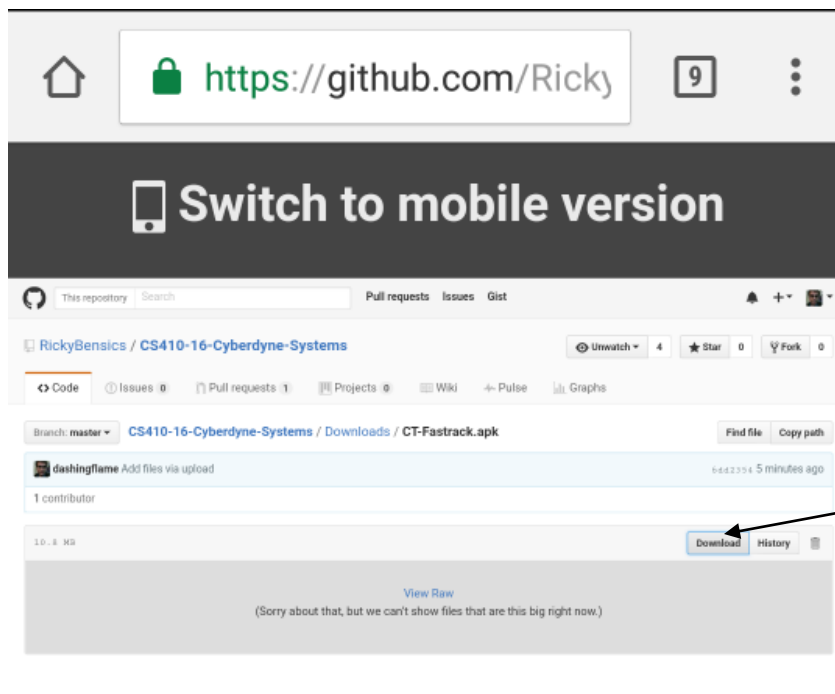 https://github.com/Ricky
9
Switch to mobile version
This repository Search Pull requests Issues Gist
RickyBensics / CS410-16-Cyberdyne-Systems Unwatch 4 Star 0 Fork 0
Code Issues 0 Pull requests 1 Projects 0 Wiki Pulse Graphs
Branch: master CS410-16-Cyberdyne-Systems / Downloads / CT-Fastrack.apk Find file Copy path
dashingflame Add files via upload 5 minutes ago
1 contributor
10.8 MB Download History
View Raw
(Sorry about that, but we can't show files that are this big right now.)